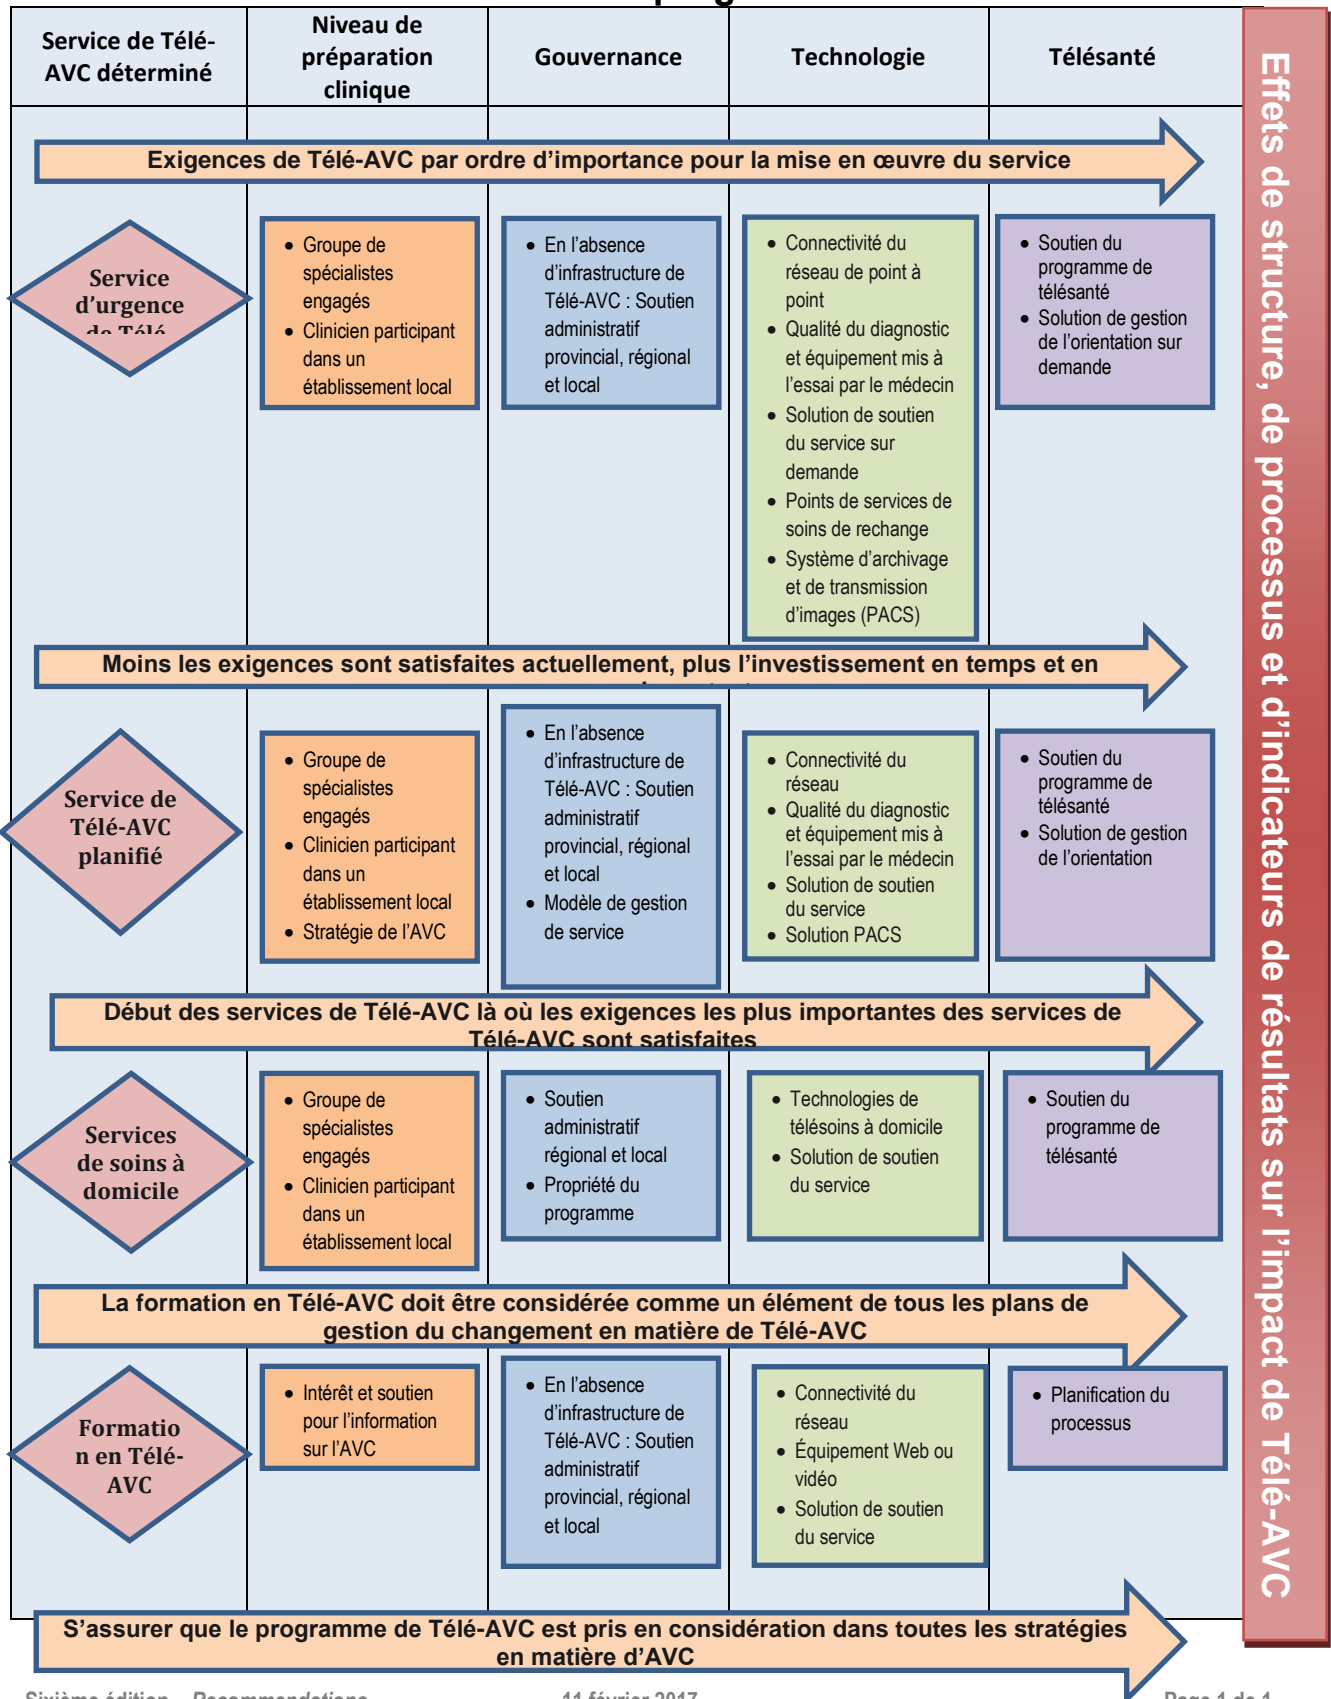 Service de Télé-
AVC déterminé
Niveau de
préparation
clinique
Gouvernance
Technologie
Télésanté
Exigences de Télé-AVC par ordre d’importance pour la mise en œuvre du service
Service
d’urgence
de Télé-
• Groupe de
spécialistes
engagés
• Clinicien participant
dans un
établissement local
• En l’absence
d’infrastructure de
Télé-AVC : Soutien
administratif
provincial, régional
et local
• Connectivité du
réseau de point à
point
• Qualité du diagnostic
et équipement mis à
l’essai par le médecin
• Solution de soutien
du service sur
demande
• Points de services de
soins de rechange
• Système d’archivage
et de transmission
d’images (PACS)
• Soutien du
programme de
télésanté
• Solution de gestion
de l’orientation sur
demande
Moins les exigences sont satisfaites actuellement, plus l’investissement en temps et en
Service de
Télé-AVC
planifié
• Groupe de
spécialistes
engagés
• Clinicien participant
dans un
établissement local
• Stratégie de l’AVC
• En l’absence
d’infrastructure de
Télé-AVC : Soutien
administratif
provincial, régional
et local
• Modèle de gestion
de service
• Connectivité du
réseau
• Qualité du diagnostic
et équipement mis à
l’essai par le médecin
• Solution de soutien
du service
• Solution PACS
• Soutien du
programme de
télésanté
• Solution de gestion
de l’orientation
Début des services de Télé-AVC là où les exigences les plus importantes des services de
Télé-AVC sont satisfaites
Services
de soins à
domicile
• Groupe de
spécialistes
engagés
• Clinicien participant
dans un
établissement local
• Soutien
administratif
régional et local
• Propriété du
programme
• Technologies de
télésoins à domicile
• Solution de soutien
du service
• Soutien du
programme de
télésanté
La formation en Télé-AVC doit être considérée comme un élément de tous les plans de
gestion du changement en matière de Télé-AVC
Formatio
n en Télé-
AVC
• Intérêt et soutien
pour l’information
sur l’AVC
• En l’absence
d’infrastructure de
Télé-AVC : Soutien
administratif
provincial, régional
et local
• Connectivité du
réseau
• Équipement Web ou
vidéo
• Solution de soutien
du service
• Planification du
processus
S’assurer que le programme de Télé-AVC est pris en considération dans toutes les stratégies
en matière d’AVC
Effets de structure, de processus et d’indicateurs de résultats sur l’impact de Télé-AVC
Sixième édition – Recommendations
11 février 2017
Page 1 de 1